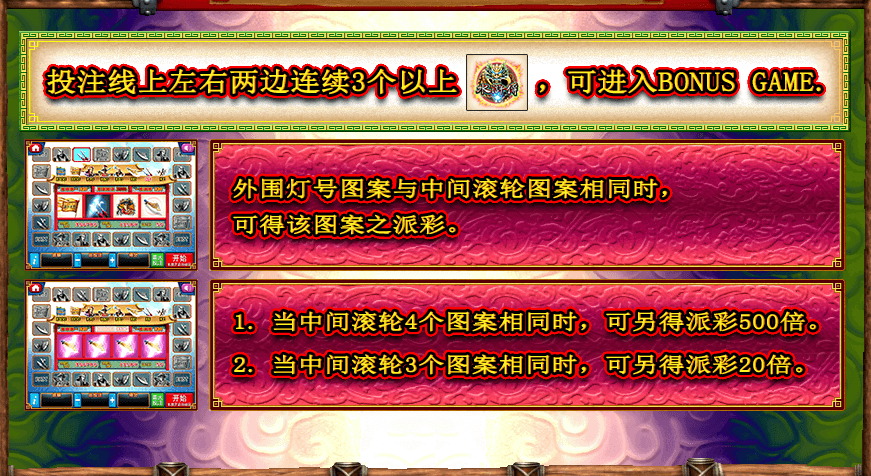 投注线上左右两边连续3个以上，可进入BONUS GAME.
外围灯号图案与中间滚轮图案相同时，
可得该图案之派彩。
1. 当中间滚轮4个图案相同时，可另得派彩500倍。
2. 当中间滚轮3个图案相同时，可另得派彩20倍。
开始
开始